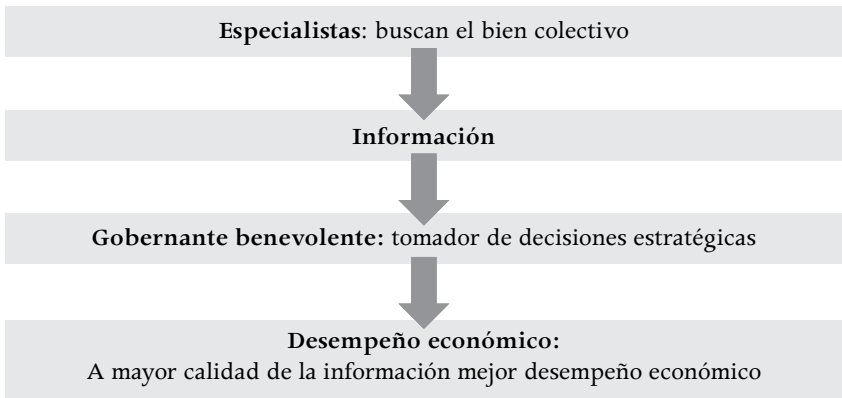 Especialistas: buscan el bien colectivo
Información
Gobernante benevolente: tomador de decisiones estratégicas
Desempeño económico:
A mayor calidad de la información mejor desempeño económico